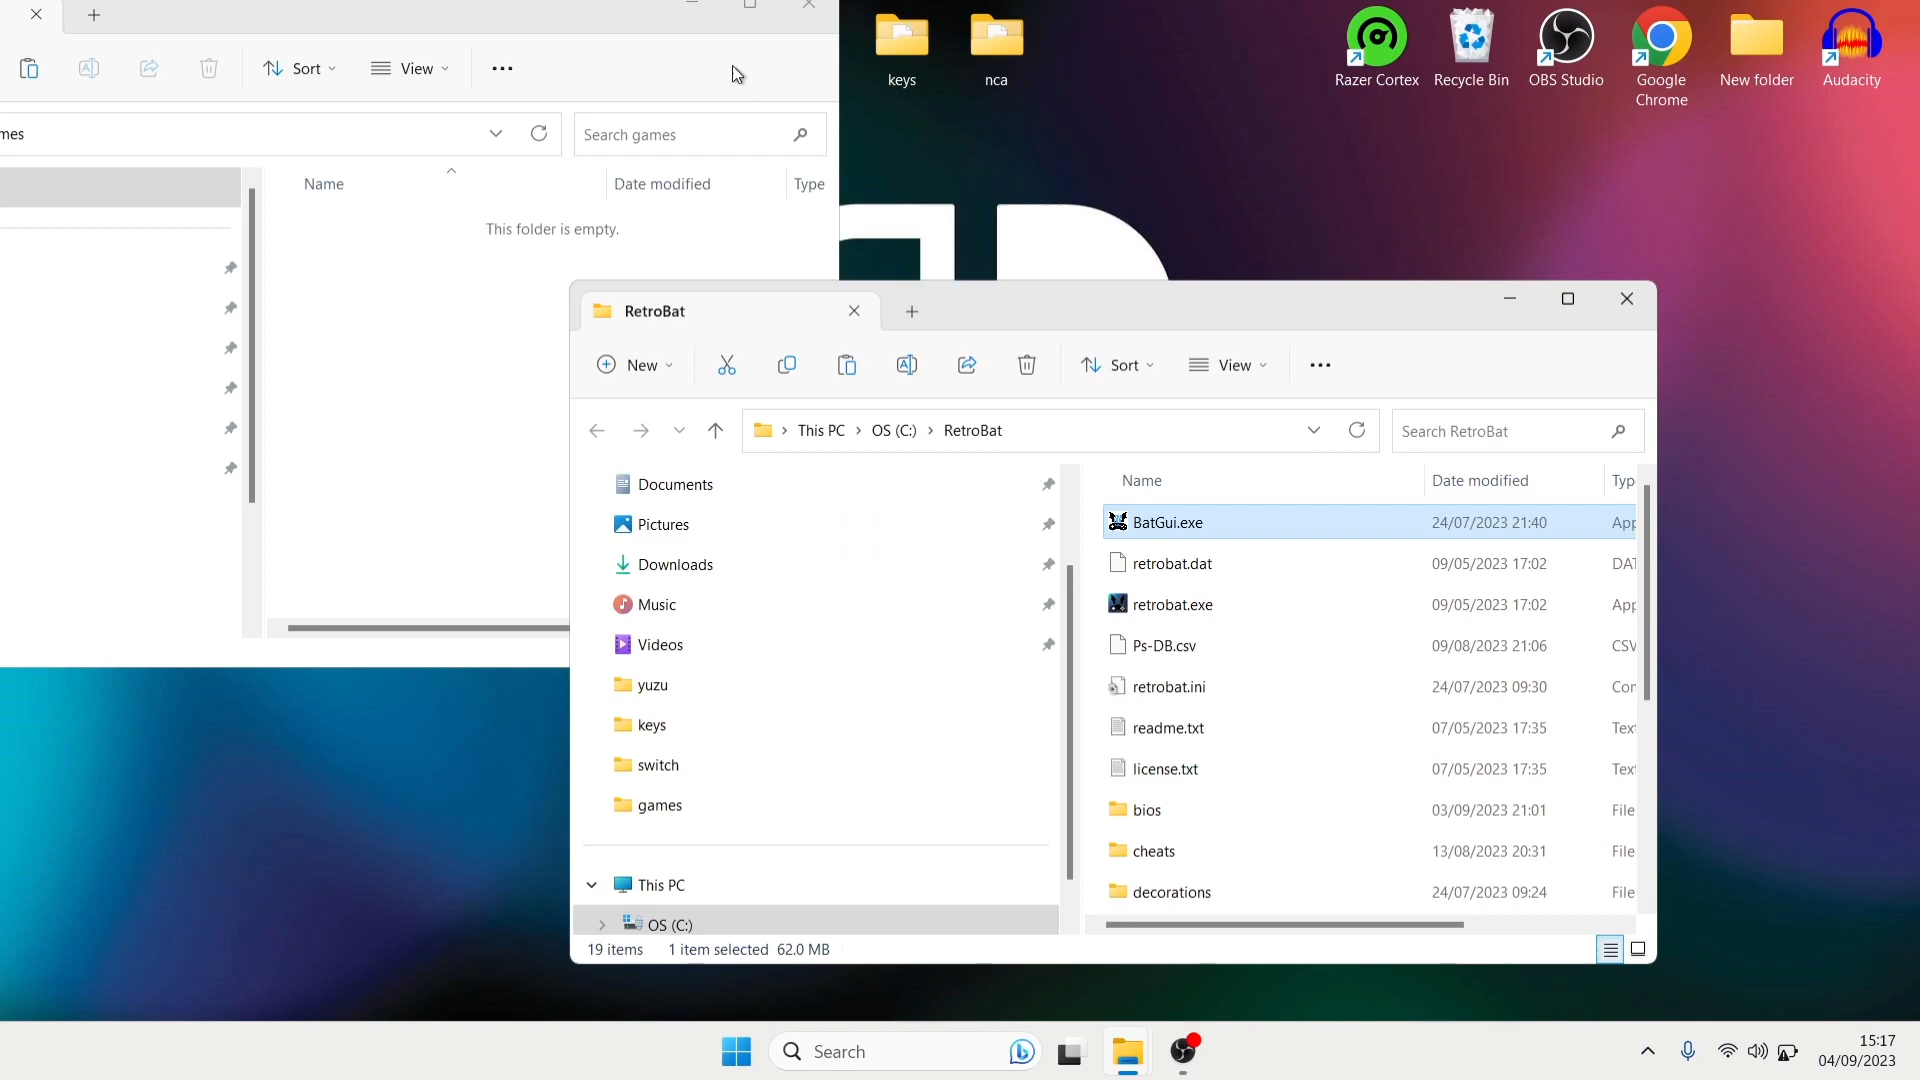 Sort
View
mes
Search games
Name
Date modified
Type
This folder is empty.
keys
nca
Razer Cortex
Recycle Bin
OBS Studio
Google
Chrome
New folder
Audacity
RetroBat
New
Sort
View
This PC
OS (C:)
RetroBat
Search RetroBat
Documents
Pictures
Downloads
Music
Videos
yuzu
keys
switch
games
This PC
OS (C:)
Name
Date modified
Typ
BatGui.exe
24/07/2023 21:40
App
retrobat.dat
09/05/2023 17:02
DAT
retrobat.exe
09/05/2023 17:02
App
Ps-DB.csv
09/08/2023 21:06
CSV
retrobat.ini
24/07/2023 09:30
Con
readme.txt
07/05/2023 17:35
Text
license.txt
07/05/2023 17:35
Text
bios
03/09/2023 21:01
File
cheats
13/08/2023 20:31
File
decorations
24/07/2023 09:24
File
19 items
1 item selected 62.0 MB
Search
15:17
04/09/2023